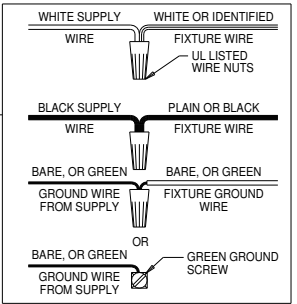 WHITE SUPPLY WHITE OR IDENTIFIED
WIRE FIXTURE WIRE
UL LISTED
WIRE NUTS
BLACK SUPPLY PLAIN OR BLACK
WIRE FIXTURE WIRE
BARE, OR GREEN BARE, OR GREEN
GROUND WIRE FIXTURE GROUND
FROM SUPPLY WIRE
OR
BARE, OR GREEN GREEN GROUND
SCREW
GROUND WIRE
FROM SUPPLY